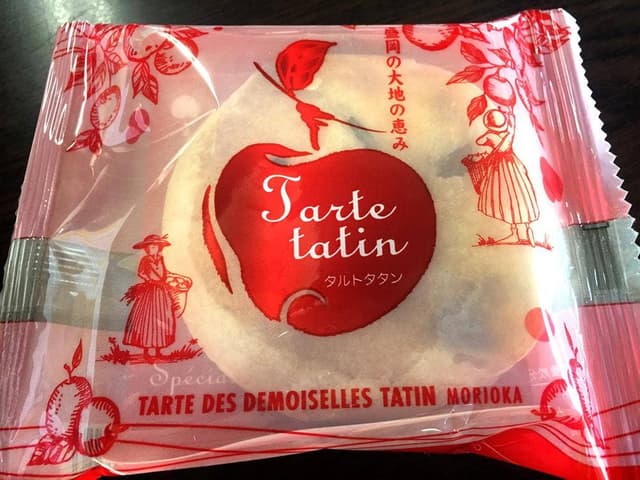 盛岡の大地の恵み
Tarte
tatin
タルトタタン
Spécia
TARTE DES DEMOISELLES TATIN MORIOKA